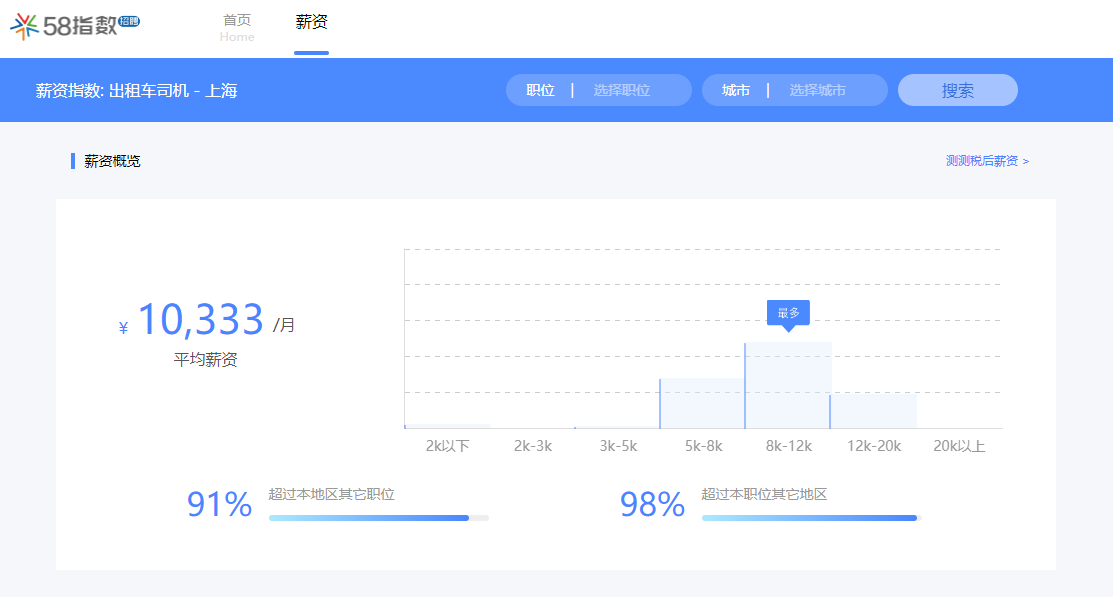 58指数 招聘
首页
Home
薪资
薪资指数: 出租车司机 - 上海
职位 | 选择职位
城市 | 选择城市
搜索
薪资概览
测测税后薪资 >
¥ 10,333 /月
平均薪资
最多
2k以下 2k-3k 3k-5k 5k-8k 8k-12k 12k-20k 20k以上
91% 超过本地区其它职位
98% 超过本职位其它地区